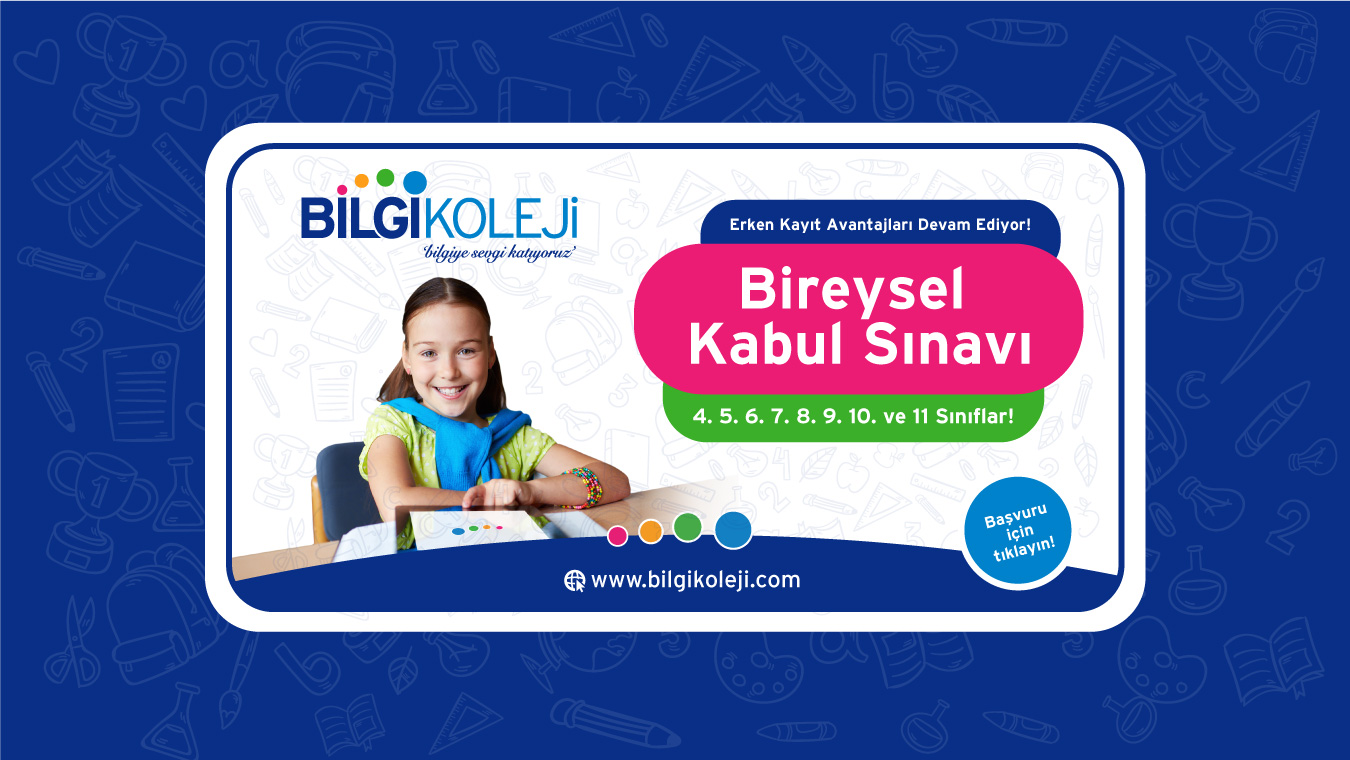 BİLGİKOLEJİ
'bilgiye sevgi katıyoruz'
Erken Kayıt Avantajları Devam Ediyor!
Bireysel
Kabul Sınavı
4. 5. 6. 7. 8. 9. 10. ve 11 Sınıflar!
Başvuru
için
tıklayın!
www.bilgikoleji.com